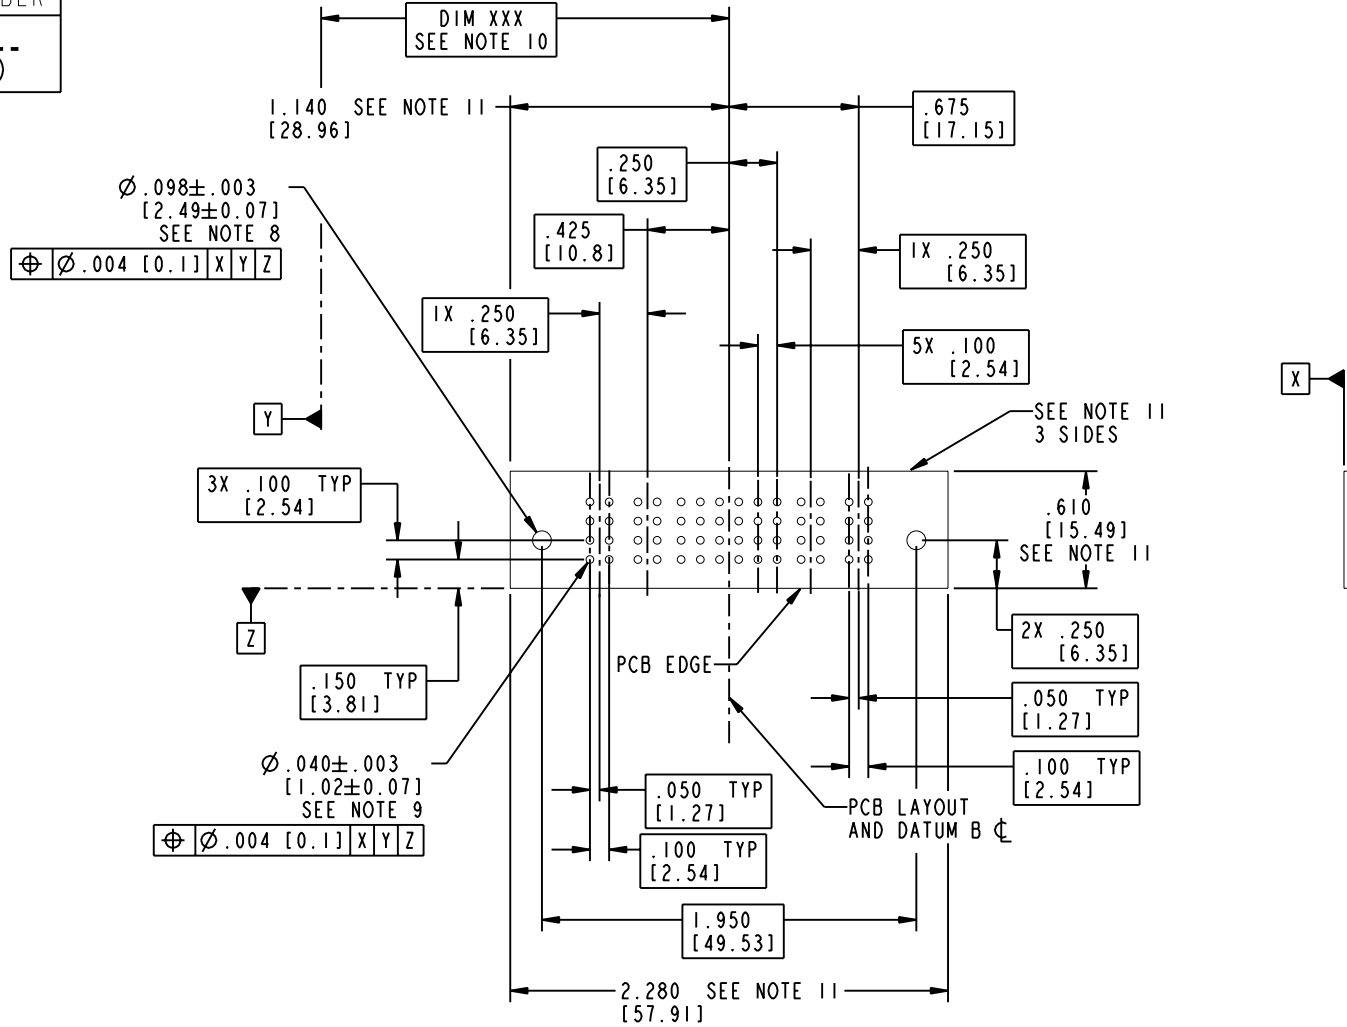 DIM XXX
SEE NOTE 10
1.140 SEE NOTE 11
[28.96]
.675
[17.15]
.250
[6.35]
Ø.098±.003
[2.49±0.07]
SEE NOTE 8
⌖ Ø.004 [0.1] X Y Z
.425
[10.8]
1X .250
[6.35]
1X .250
[6.35]
5X .100
[2.54]
X
Y
SEE NOTE 11
3 SIDES
3X .100 TYP
[2.54]
.610
[15.49]
SEE NOTE 11
Z
2X .250
[6.35]
PCB EDGE
.150 TYP
[3.81]
.050 TYP
[1.27]
Ø.040±.003
[1.02±0.07]
SEE NOTE 9
⌖ Ø.004 [0.1] X Y Z
.100 TYP
[2.54]
.050 TYP
[1.27]
PCB LAYOUT
AND DATUM B ℄
.100 TYP
[2.54]
1.950
[49.53]
2.280 SEE NOTE 11
[57.91]